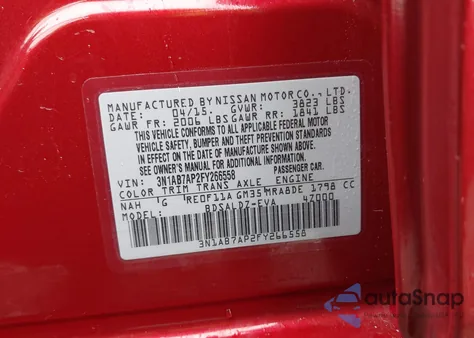 MANUFACTURED BY NISSAN MOTOR CO., LTD.
DATE: 04/15. GVWR: 3823 LBS
GAWR FR: 2006 LBS GAWR RR: 1841 LBS
THIS VEHICLE CONFORMS TO ALL APPLICABLE FEDERAL MOTOR
VEHICLE SAFETY, BUMPER AND THEFT PREVENTION STANDARDS
IN EFFECT ON THE DATE OF MANUFACTURE SHOWN ABOVE.
SEE OWNER'S MANUAL FOR ADDITIONAL INFORMATION
VIN: 3N1AB7AP2FY266558 PASSENGER CAR.
COLOR TRIM TRANS AXLE ENGINE
NAH G RE0F11A GM35 MRA8DE 1798 CC
BDSALDZ-EVA 4Z000
3N1AB7AP2FY266558
autoSnap